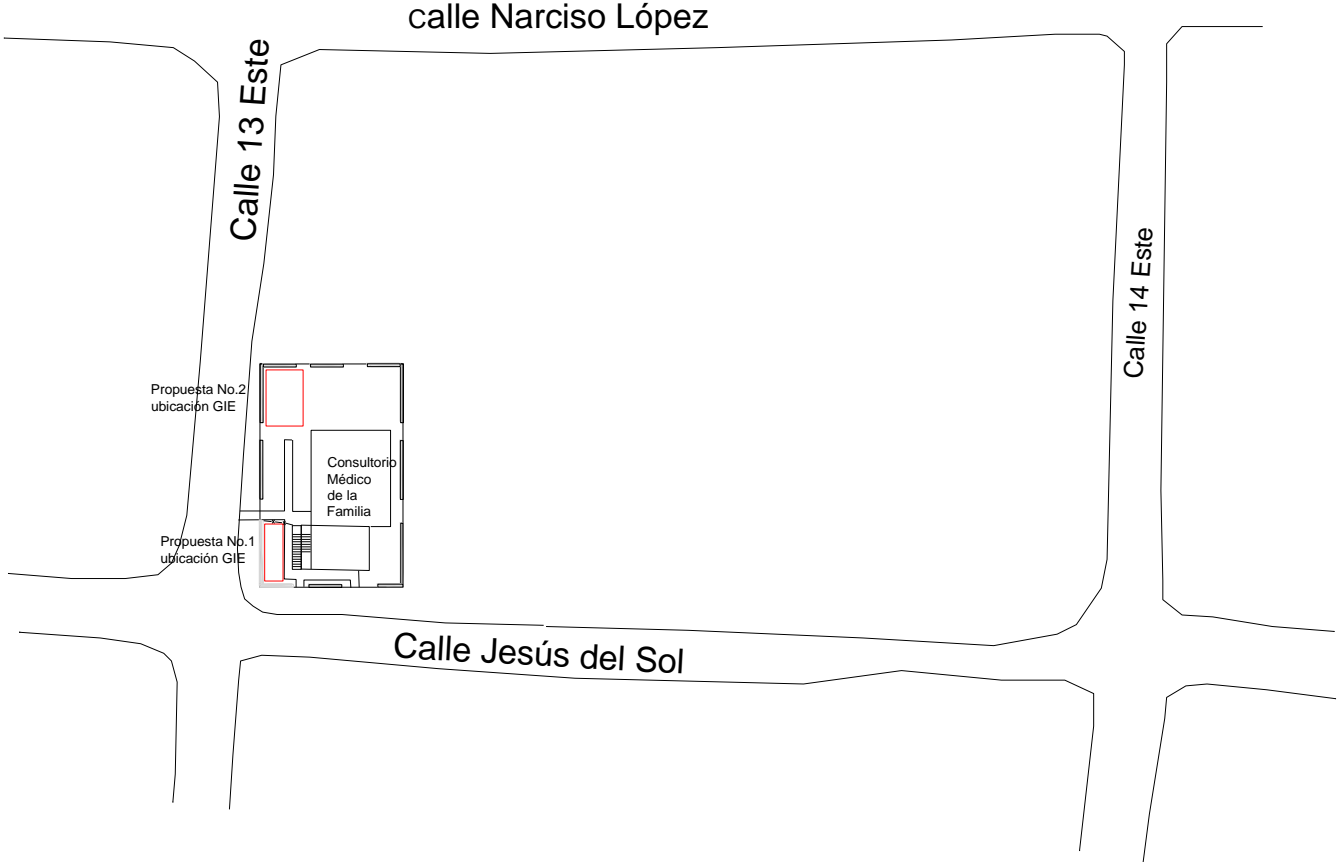 calle Narciso López
Calle 13 Este
Calle 14 Este
Propuesta No.2
ubicación GIE
Consultorio
Médico
de la
Familia
Propuesta No.1
ubicación GIE
Calle Jesús del Sol